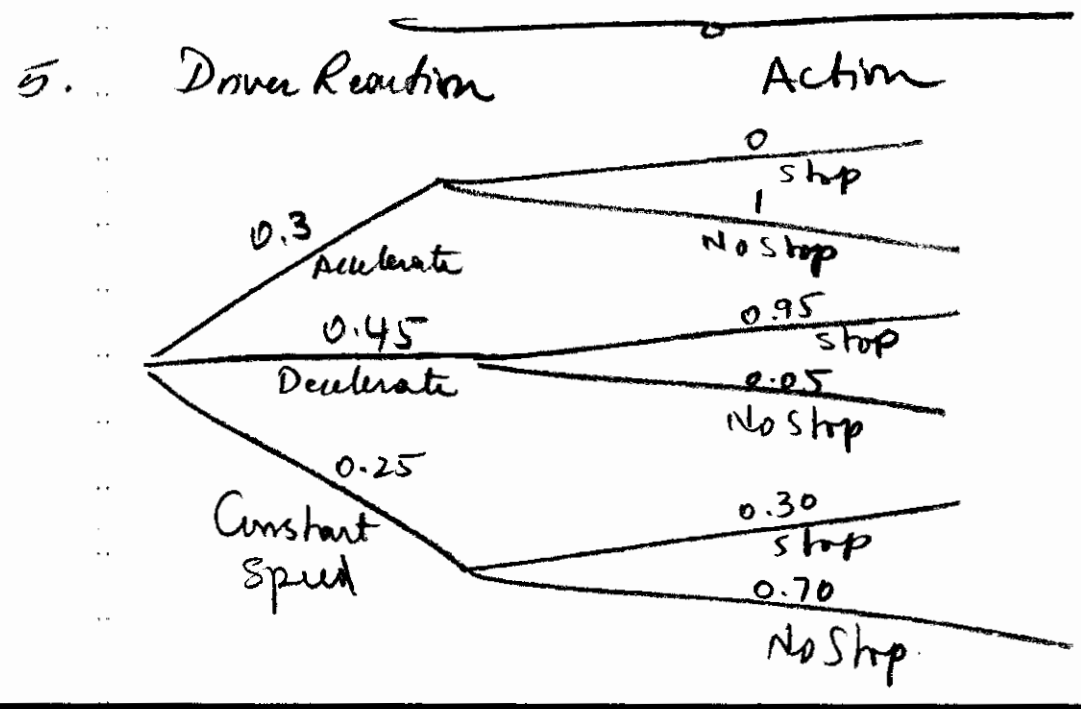 5. Driver Reaction Action
0
Stop
0.3
1
No Stop
Accelerate
0.45
0.95
Stop
Decelerate
0.05
No Stop
0.25
Constant
Speed
0.30
Stop
0.70
No Stop.